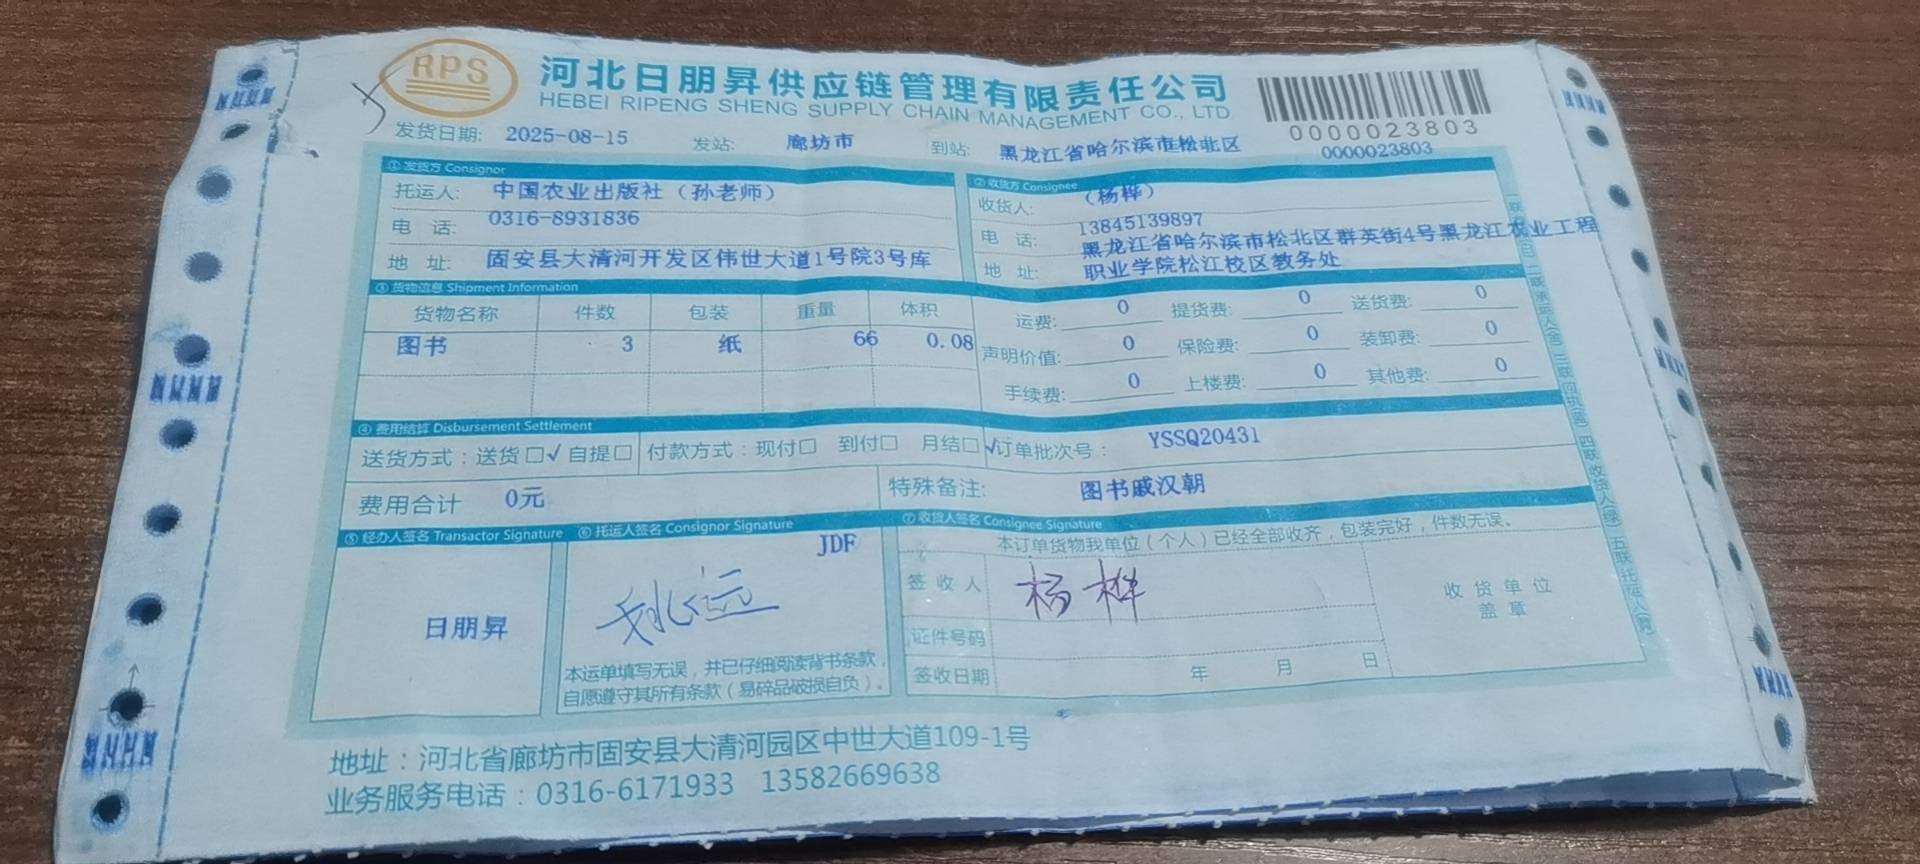 RPS
河北日朋昇供应链管理有限责任公司
HEBEI RIPENG SHENG SUPPLY CHAIN MANAGEMENT CO., LTD
0000023803
0000023803
发货日期: 2025-08-15 发站: 廊坊市 到站: 黑龙江省哈尔滨市松北区
① 发货方 Consignor
托运人: 中国农业出版社（孙老师）
电 话: 0316-8931836
地 址: 固安县大清河开发区伟世大道1号院3号库
② 收货方 Consignee
收货人: （杨桦）
电 话: 13845139897
地 址: 黑龙江省哈尔滨市松北区群英街4号黑龙江农业工程
职业学院松江校区教务处
③ 货物信息 Shipment Information
货物名称 件数 包装 重量 体积
图书 3 纸 66 0.08
运费: 0 提货费: 0 送货费: 0
声明价值: 0 保险费: 0 装卸费: 0
手续费: 0 上楼费: 0 其他费: 0
④ 费用结算 Disbursement Settlement
送货方式：送货□√ 自提□ 付款方式：现付□ 到付□ 月结□√ 订单批次号： YSSQ20431
费用合计 0元 特殊备注: 图书戚汉朝
⑤ 经办人签名 Transactor Signature
日朋昇
⑥ 托运人签名 Consignor Signature
JDF
本运单填写无误，并已仔细阅读背书条款，
自愿遵守其所有条款（易碎品破损自负）。
⑦ 收货人签名 Consignee Signature
本订单货物我单位（个人）已经全部收齐，包装完好，件数无误。
签 收 人 杨桦
证件号码
签收日期 年 月 日
收 货 单 位
盖 章
地址：河北省廊坊市固安县大清河园区中世大道109-1号
业务服务电话：0316-6171933 13582669638